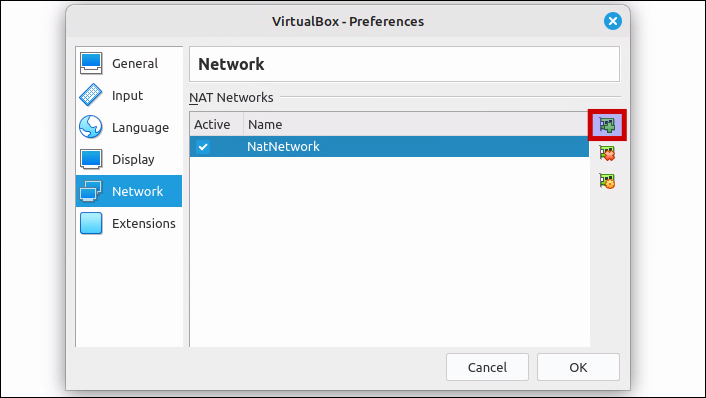 VirtualBox - Preferences
General
Input
Language
Display
Network
Extensions
Network
NAT Networks
Active Name
NatNetwork
Cancel OK